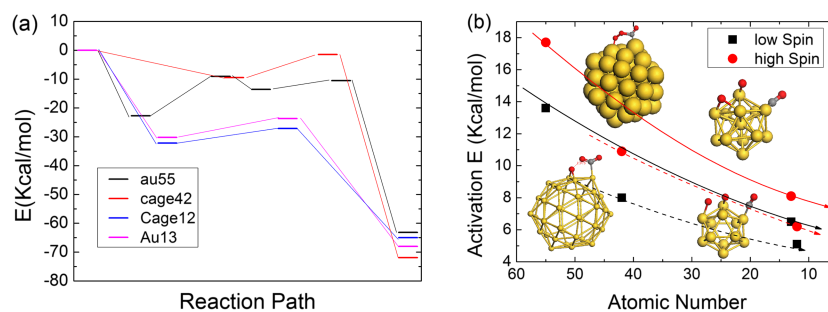 (a)
10
0
-10
-20
-30
-40
-50
-60
-70
-80
E(Kcal/mol)
au55
cage42
Cage12
Au13
Reaction Path
(b)
18
16
14
12
10
8
6
4
Activation E (Kcal/mol)
low Spin
high Spin
60 50 40 30 20 10
Atomic Number